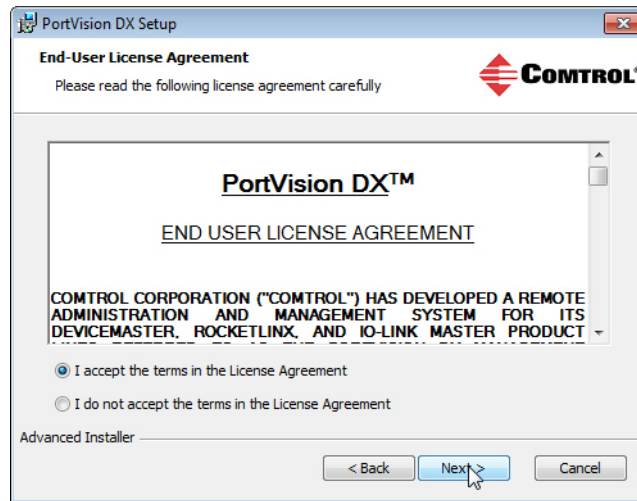 PortVision DX Setup
End-User License Agreement
Please read the following license agreement carefully
COMTROL®
PortVision DX™
END USER LICENSE AGREEMENT
COMTROL CORPORATION ("COMTROL") HAS DEVELOPED A REMOTE
ADMINISTRATION AND MANAGEMENT SYSTEM FOR ITS
DEVICEMASTER, ROCKETLINX, AND IO-LINK MASTER PRODUCT
I accept the terms in the License Agreement
I do not accept the terms in the License Agreement
Advanced Installer
< Back
Next >
Cancel